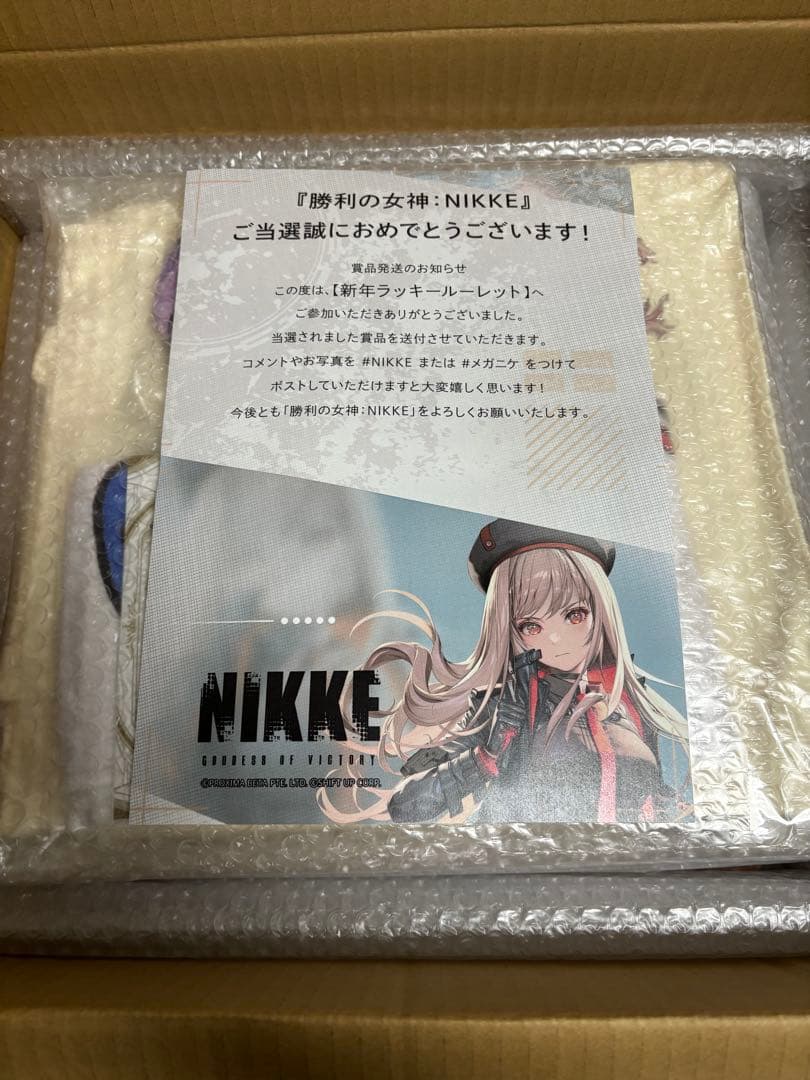 『勝利の女神：NIKKE』
ご当選誠におめでとうございます！
賞品発送のお知らせ
この度は、【新年ラッキールーレット】へ
ご参加いただきありがとうございました。
当選されました賞品を送付させていただきます。
コメントやお写真を #NIKKE または #メガニケ をつけて
ポストしていただけますと大変嬉しく思います！
今後とも「勝利の女神：NIKKE」をよろしくお願いいたします。
NIKKE
GODDESS OF VICTORY
©PROXIMA BETA PTE. LTD. ©SHIFT UP CORP.